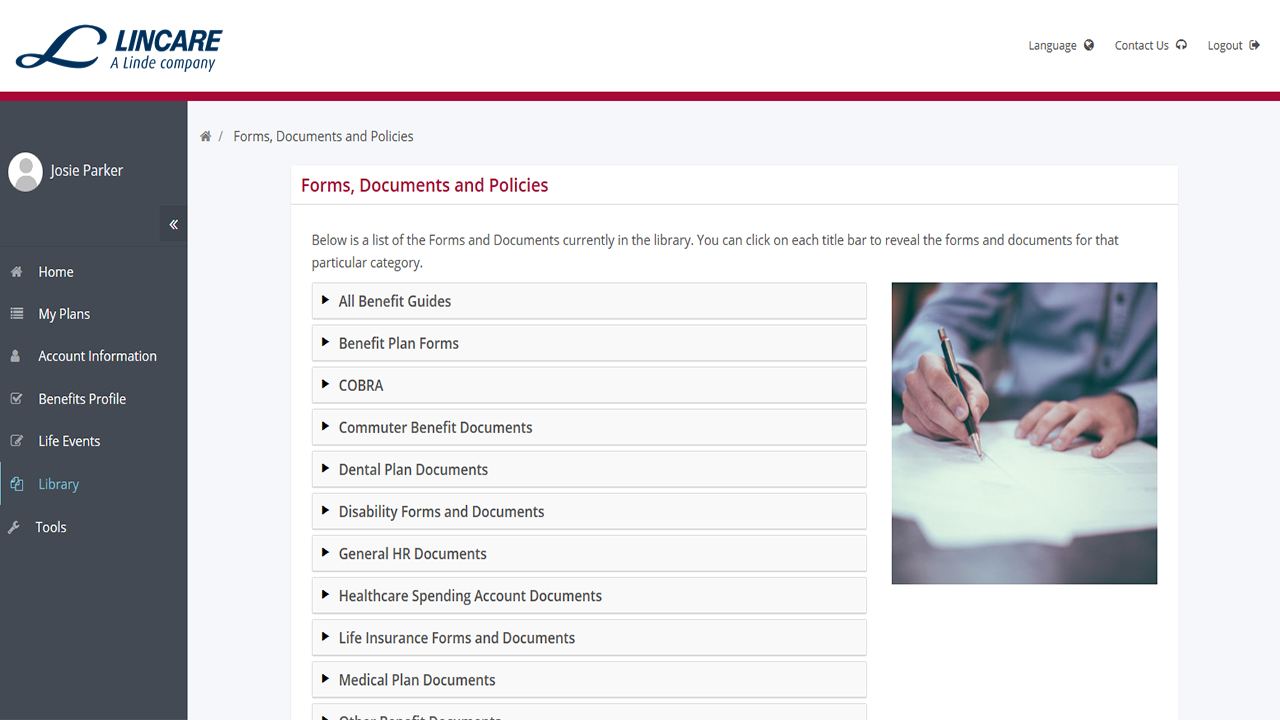 LINCARE
A Linde company
Language
Contact Us
Logout
Josie Parker
Home
My Plans
Account Information
Benefits Profile
Life Events
Library
Tools
/ Forms, Documents and Policies
Forms, Documents and Policies
Below is a list of the Forms and Documents currently in the library. You can click on each title bar to reveal the forms and documents for that
particular category.
All Benefit Guides
Benefit Plan Forms
COBRA
Commuter Benefit Documents
Dental Plan Documents
Disability Forms and Documents
General HR Documents
Healthcare Spending Account Documents
Life Insurance Forms and Documents
Medical Plan Documents
Other Benefit Documents